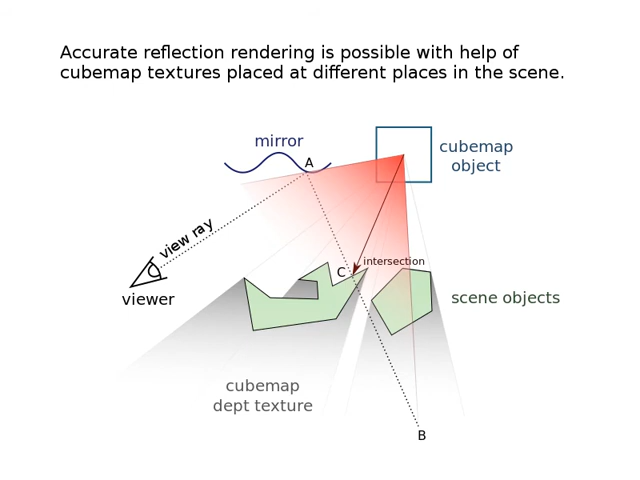 Accurate reflection rendering is possible with help of
cubemap textures placed at different places in the scene.
mirror
A
cubemap
object
view ray
C
intersection
viewer
scene objects
cubemap
dept texture
B